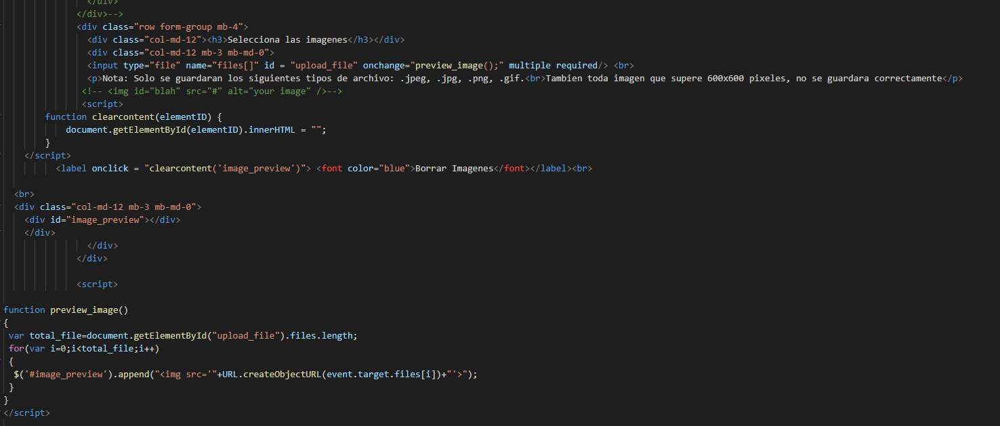 </div>
</div>-->
<div class="row form-group mb-4">
<div class="col-md-12"><h3>Selecciona las imagenes</h3></div>
<div class="col-md-12 mb-3 mb-md-0">
<input type="file" name="files[]" id = "upload_file" onchange="preview_image();" multiple required/> <br>
<p>Nota: Solo se guardaran los siguientes tipos de archivo: .jpeg, .jpg, .png, .gif.<br>Tambien toda imagen que supere 600x600 pixeles, no se guardara correctamente</p>
<!-- <img id="blah" src="#" alt="your image" />-->
<script>
function clearcontent(elementID) {
document.getElementById(elementID).innerHTML = "";
}
</script>
<label onclick = "clearcontent('image_preview')"> <font color="blue">Borrar Imagenes</font></label><br>
<br>
<div class="col-md-12 mb-3 mb-md-0">
<div id="image_preview"></div>
</div>
</div>
</div>
<script>
function preview_image()
{
var total_file=document.getElementById("upload_file").files.length;
for(var i=0;i<total_file;i++)
{
$('#image_preview').append("<img src='"+URL.createObjectURL(event.target.files[i])+"'>");
}
}
</script>